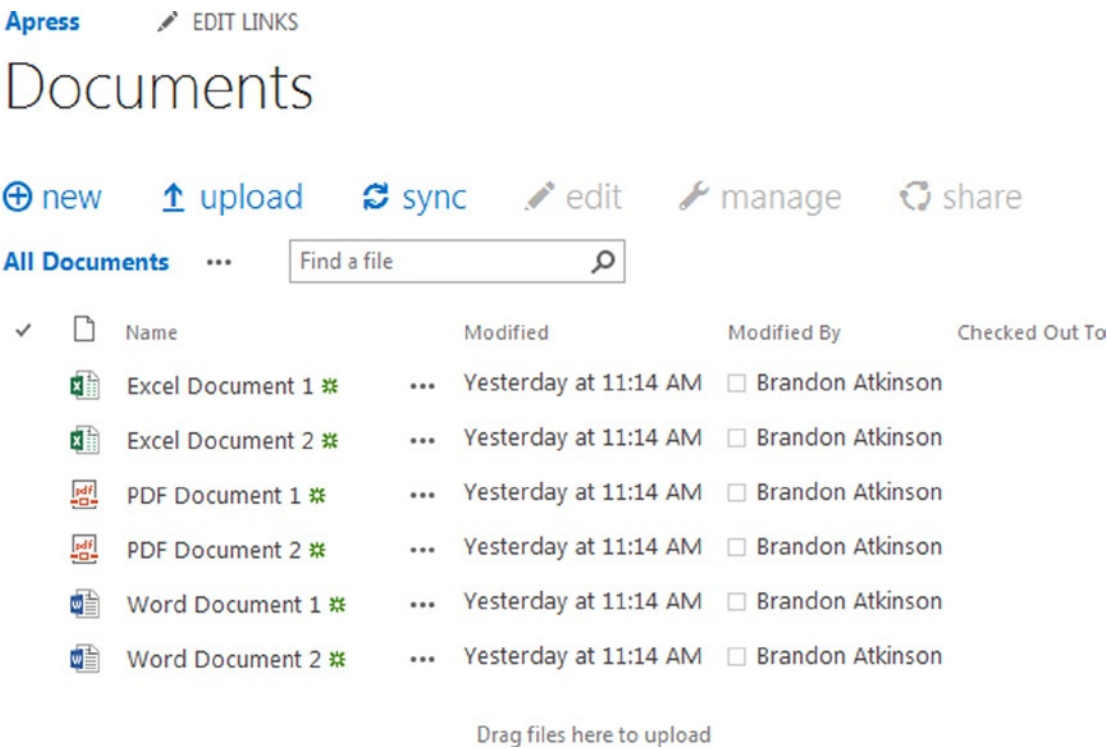 Apress EDIT LINKS
Documents
new upload sync edit manage share
All Documents ... Find a file
Name Modified Modified By Checked Out To
Excel Document 1 ... Yesterday at 11:14 AM Brandon Atkinson
Excel Document 2 ... Yesterday at 11:14 AM Brandon Atkinson
pdf PDF Document 1 ... Yesterday at 11:14 AM Brandon Atkinson
pdf PDF Document 2 ... Yesterday at 11:14 AM Brandon Atkinson
Word Document 1 ... Yesterday at 11:14 AM Brandon Atkinson
Word Document 2 ... Yesterday at 11:14 AM Brandon Atkinson
Drag files here to upload